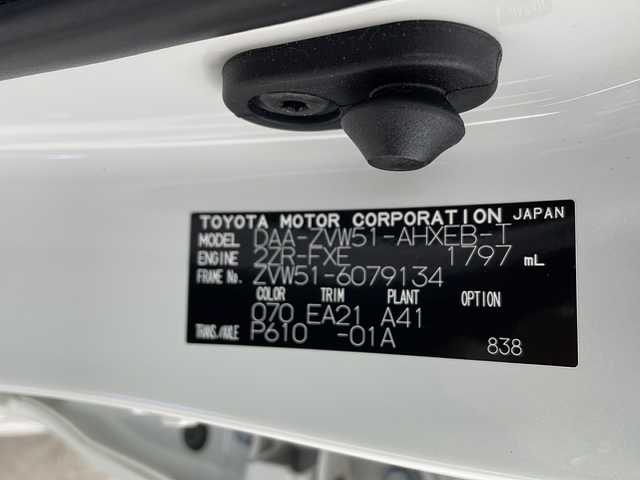 TOYOTA MOTOR CORPORATION JAPAN
MODEL DAA-ZVW51-AHXEB-T
ENGINE 2ZR-FXE 1797 mL
FRAME No. ZVW51-6079134
COLOR TRIM PLANT OPTION
070 EA21 A41
TRANS./AXLE P610 -01A 838